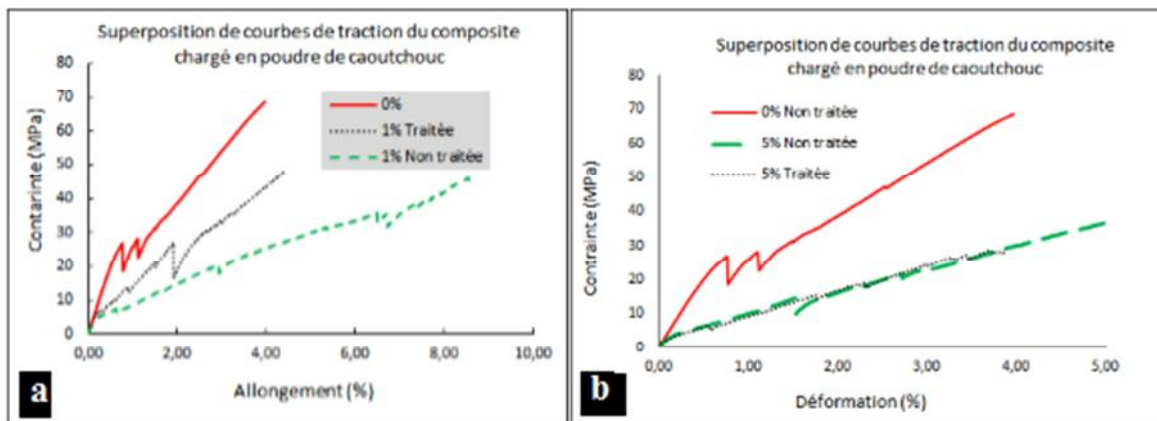 Superposition de courbes de traction du composite
chargé en poudre de caoutchouc
80
70
60
50
40
30
20
10
0
Contarinte (MPa)
0%
1% Traitée
1% Non traitée
0,00 2,00 4,00 6,00 8,00 10,00
Allongement (%)
a
Superposition de courbes de traction du composite
chargé en poudre de caoutchouc
80
70
60
50
40
30
20
10
0
Contrainte (MPa)
0% Non traitée
5% Non traitée
5% Traitée
0,00 1,00 2,00 3,00 4,00 5,00
Déformation (%)
b